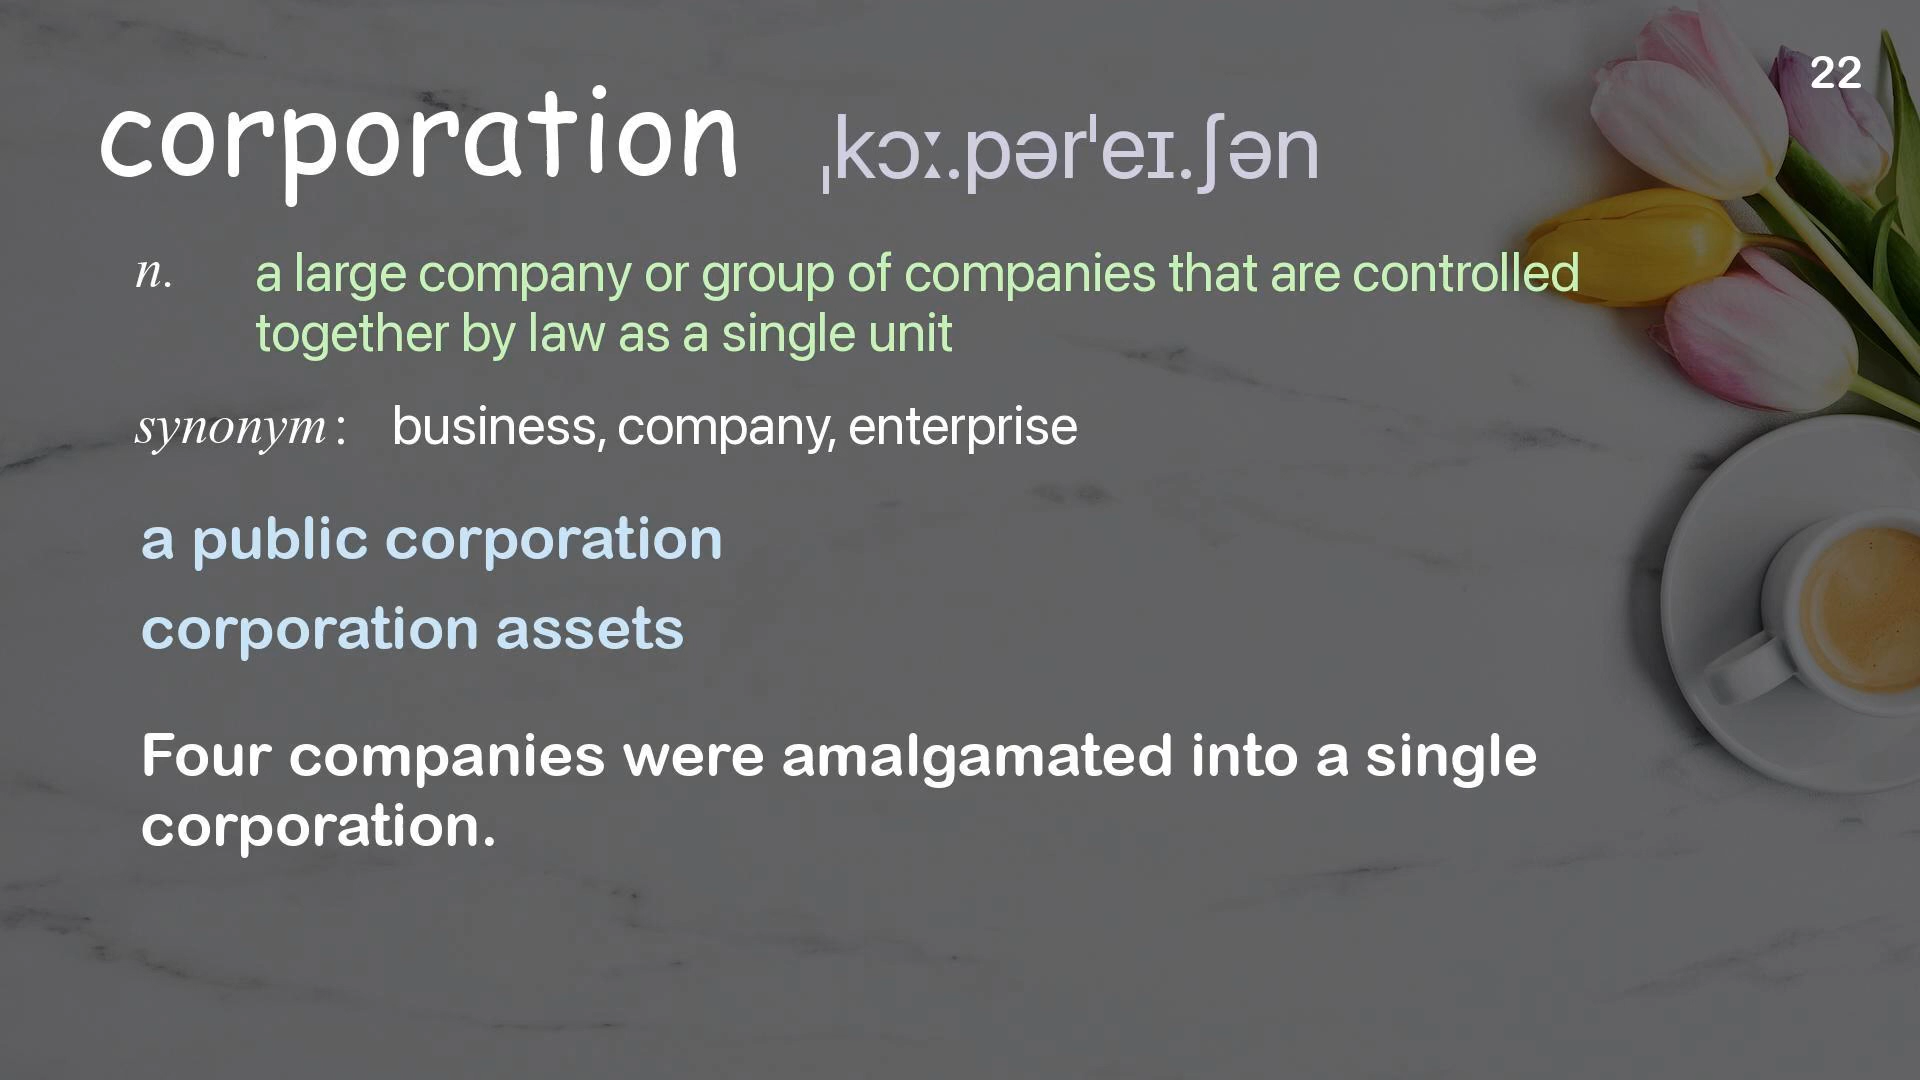 22
corporation ˌkɔː.pərˈeɪ.ʃən
n. a large company or group of companies that are controlled
together by law as a single unit
synonym: business, company, enterprise
a public corporation
corporation assets
Four companies were amalgamated into a single
corporation.